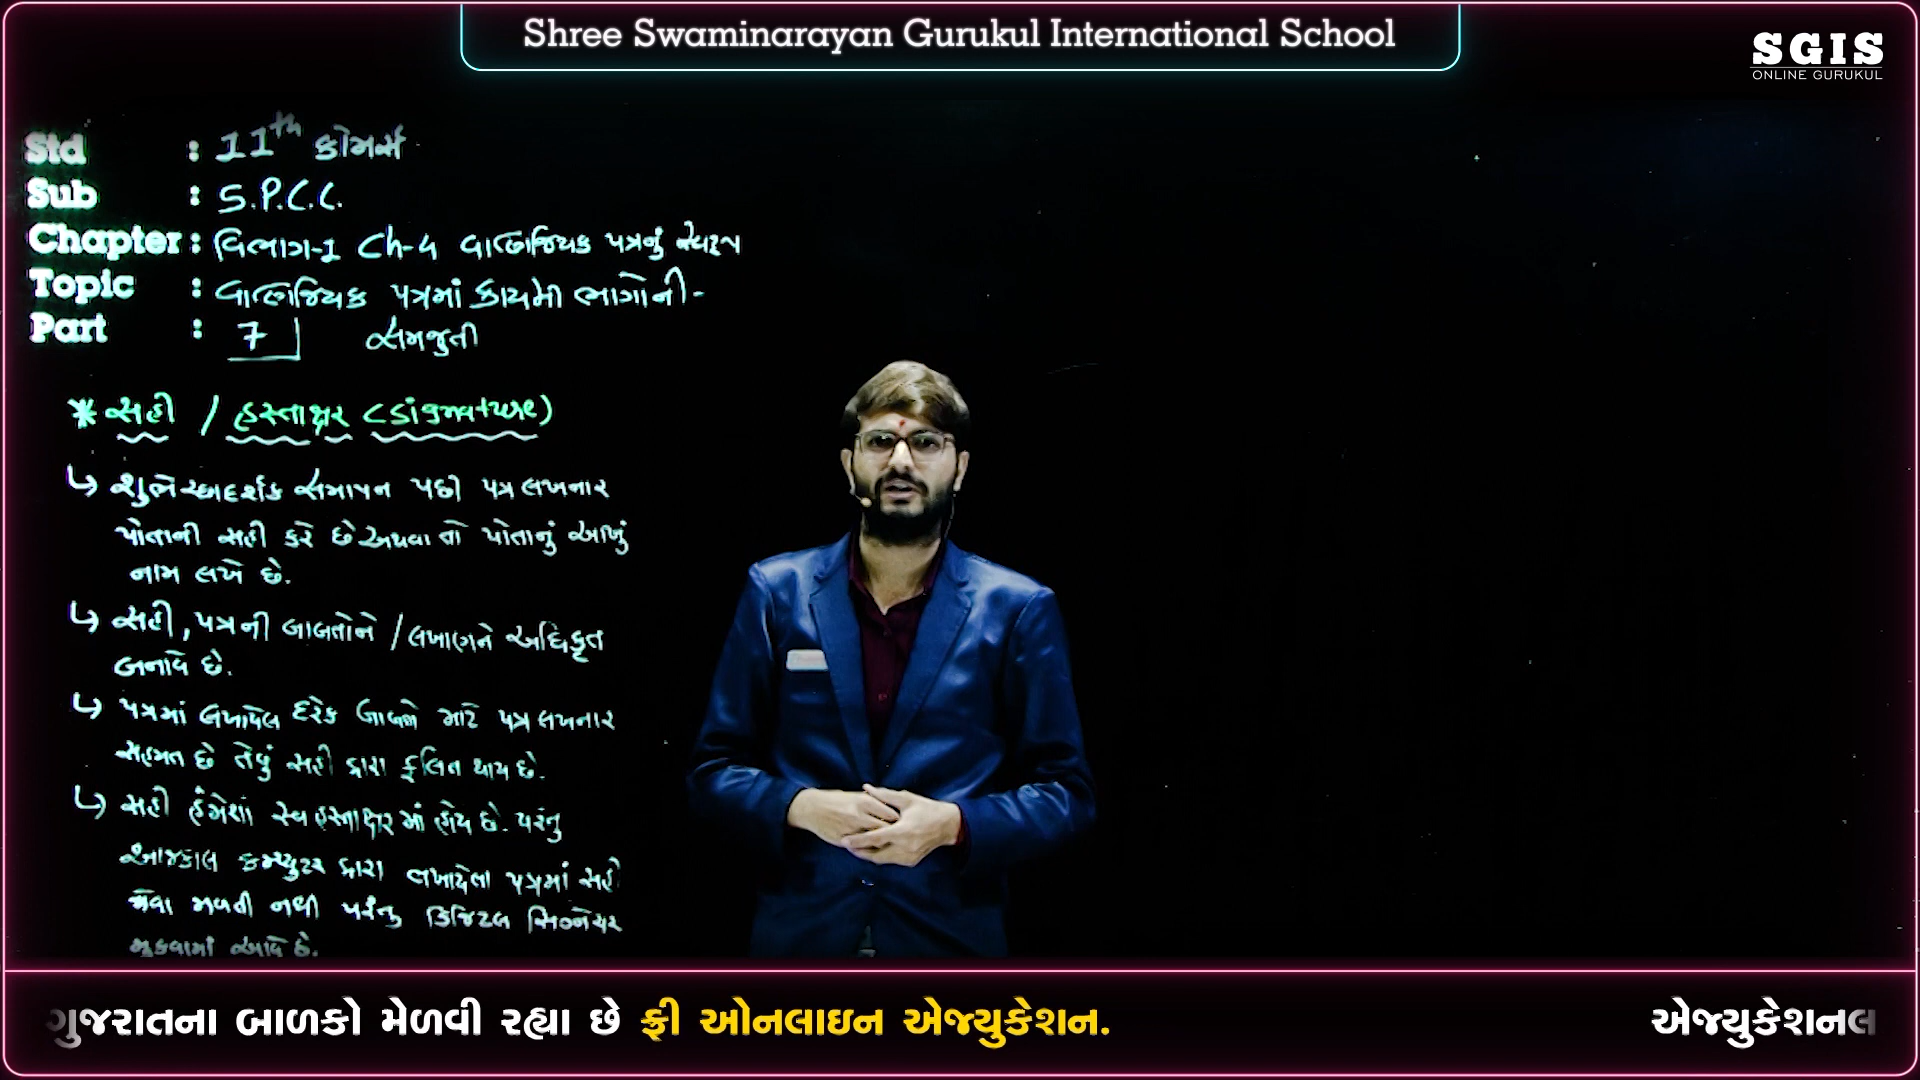 Shree Swaminarayan Gurukul International School
SGIS
ONLINE GURUKUL
Std : 11th કોમર્સ
Sub : S.P.C.C.
Chapter : વિભાગ-1 Ch-4 વાણિજ્યિક પત્રનું સ્વરૂપ
Topic : વાણિજ્યિક પત્રમાં કાયમી ભાગોની-
Part : 7 સમજુતી
* સહી / હસ્તાક્ષર (Signature)
↳ શુભેચ્છાદર્શક સમાપન પછી પત્ર લખનાર
પોતાની સહી કરે છે અથવા તો પોતાનું આખું
નામ લખે છે.
↳ સહી, પત્રની બાબતોને / લખાણને અધિકૃત
બનાવે છે.
↳ પત્રમાં લખાયેલ દરેક બાબત માટે પત્ર લખનાર
સહમત છે તેવું સહી દ્વારા ફલિત થાય છે.
↳ સહી હંમેશા સ્વ હસ્તાક્ષરમાં હોય છે. પરંતુ
આજકાલ કમ્પ્યુટર દ્વારા લખાયેલા પત્રમાં સહી
જોવા મળતી નથી પરંતુ ડિજિટલ સિગ્નેચર
મૂકવામાં આવે છે.
ગુજરાતના બાળકો મેળવી રહ્યા છે ફ્રી ઓનલાઇન એજ્યુકેશન. એજ્યુકેશનલ